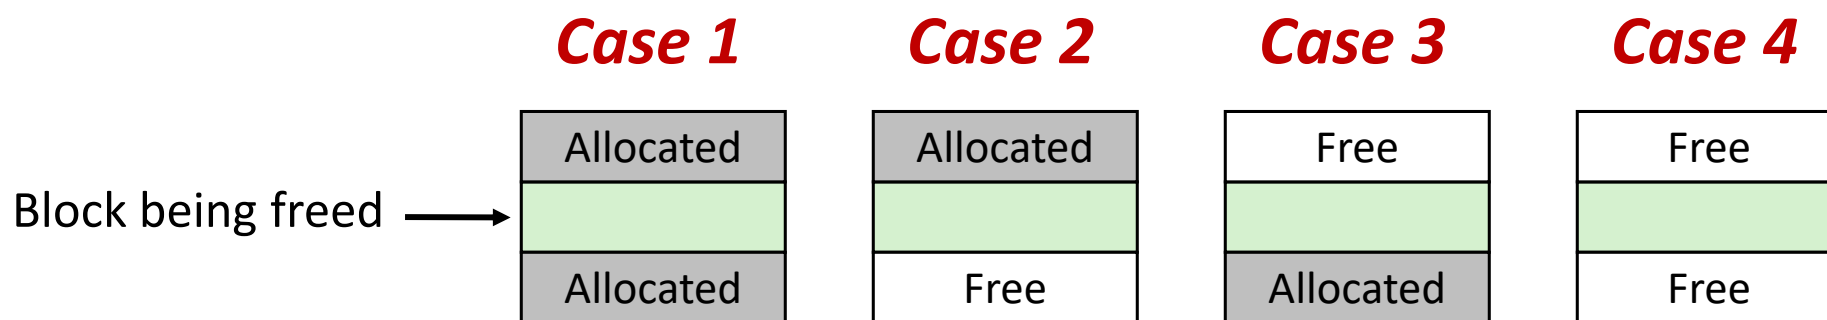 Case 1 Case 2 Case 3 Case 4
Allocated Allocated Free Free
Block being freed
Allocated Free Allocated Free